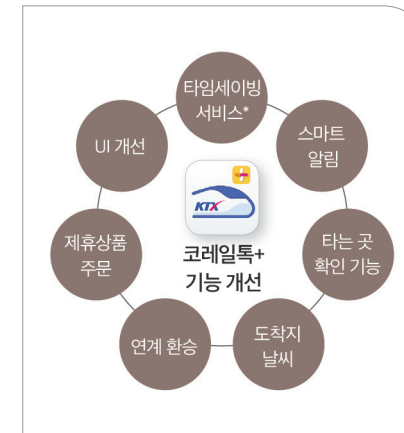 타임세이빙
서비스*
스마트
알림
타는 곳
확인 기능
도착지
날씨
연계 환승
제휴상품
주문
UI 개선
KTX
코레일톡+
기능 개선